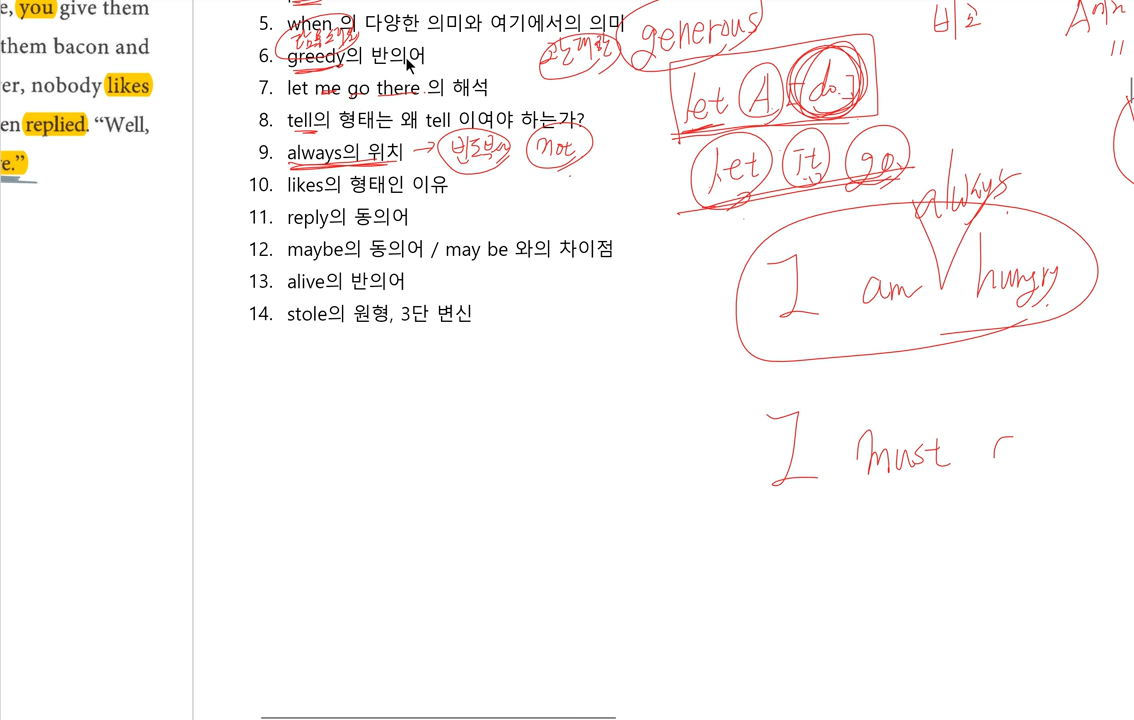 e, you give them
them bacon and
er, nobody likes
en replied. “Well,
e.”
5. when 의 다양한 의미와 여기에서의 의미
6. greedy의 반의어
7. let me go there 의 해석
8. tell의 형태는 왜 tell 이여야 하는가?
9. always의 위치 → 빈도부사 not
10. likes의 형태인 이유
11. reply의 동의어
12. maybe의 동의어 / may be 와의 차이점
13. alive의 반의어
14. stole의 원형, 3단 변신
generous
let A do
let it go
always
I am hungry
I must